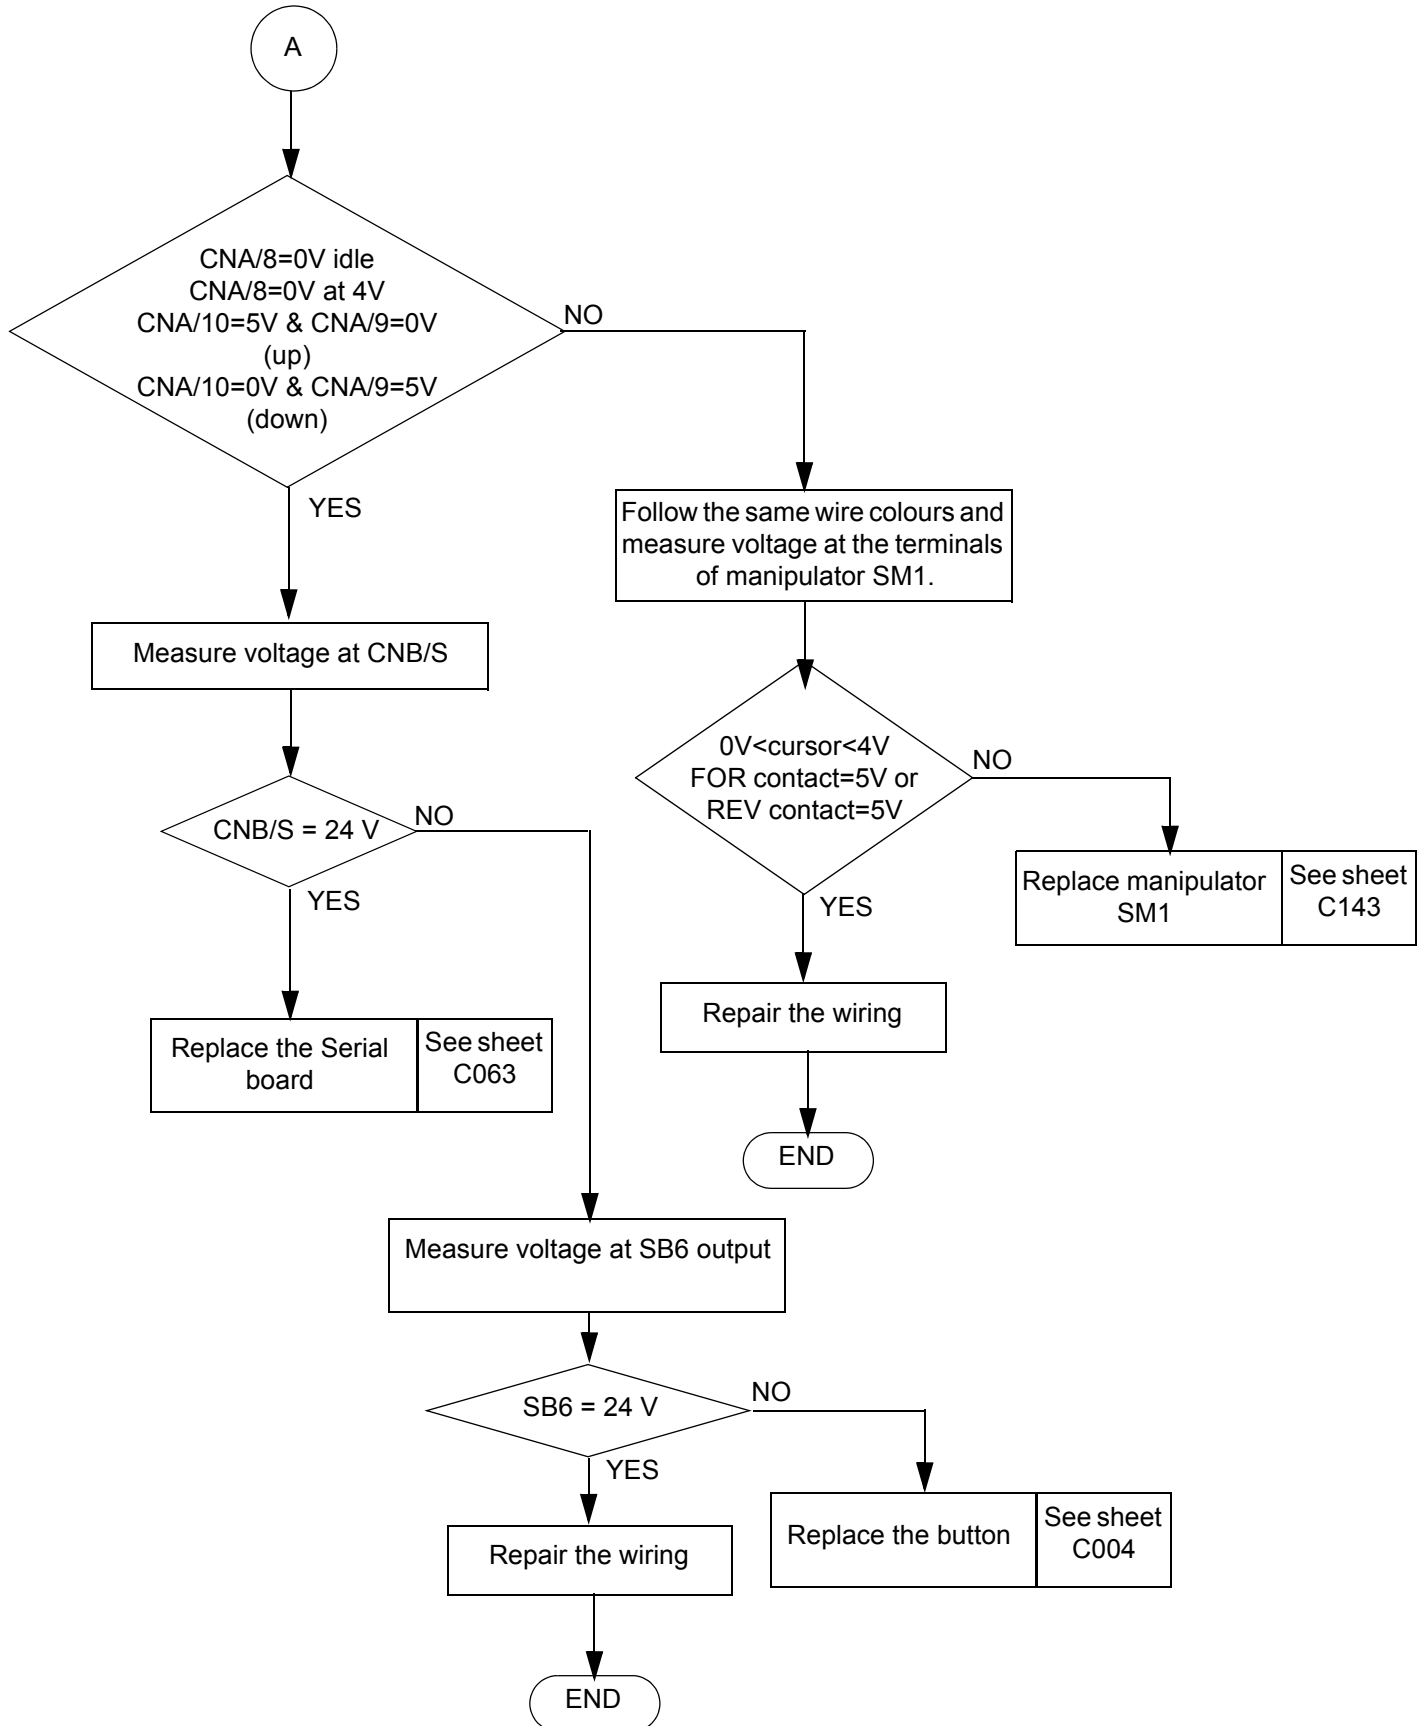 A
CNA/8=0V idle
CNA/8=0V at 4V
CNA/10=5V & CNA/9=0V
(up)
CNA/10=0V & CNA/9=5V
(down)
NO
YES
Follow the same wire colours and
measure voltage at the terminals
of manipulator SM1.
Measure voltage at CNB/S
0V<cursor<4V
FOR contact=5V or
REV contact=5V
NO
YES
CNB/S = 24 V
NO
YES
Replace manipulator
SM1
See sheet
C143
Repair the wiring
Replace the Serial
board
See sheet
C063
END
Measure voltage at SB6 output
SB6 = 24 V
NO
YES
Replace the button
See sheet
C004
Repair the wiring
END